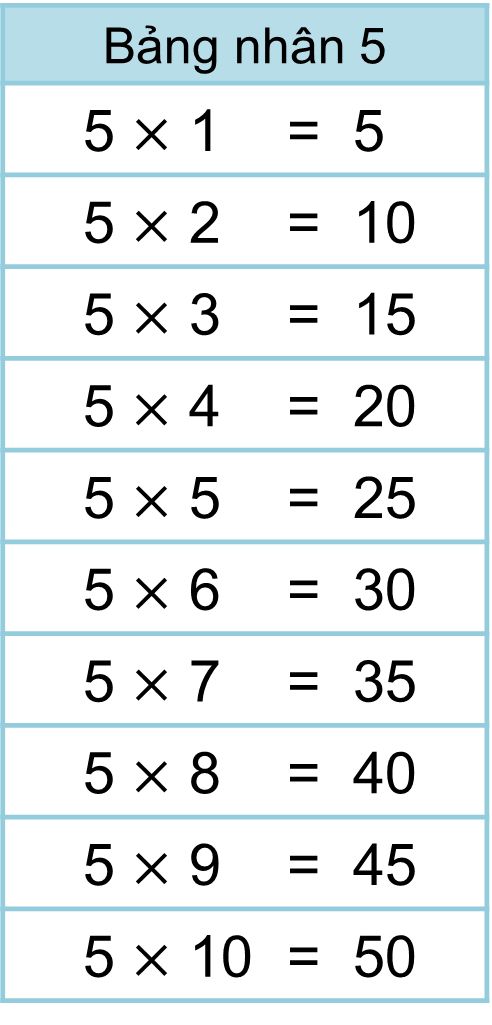 Bảng nhân 5
5 × 1 = 5
5 × 2 = 10
5 × 3 = 15
5 × 4 = 20
5 × 5 = 25
5 × 6 = 30
5 × 7 = 35
5 × 8 = 40
5 × 9 = 45
5 × 10 = 50